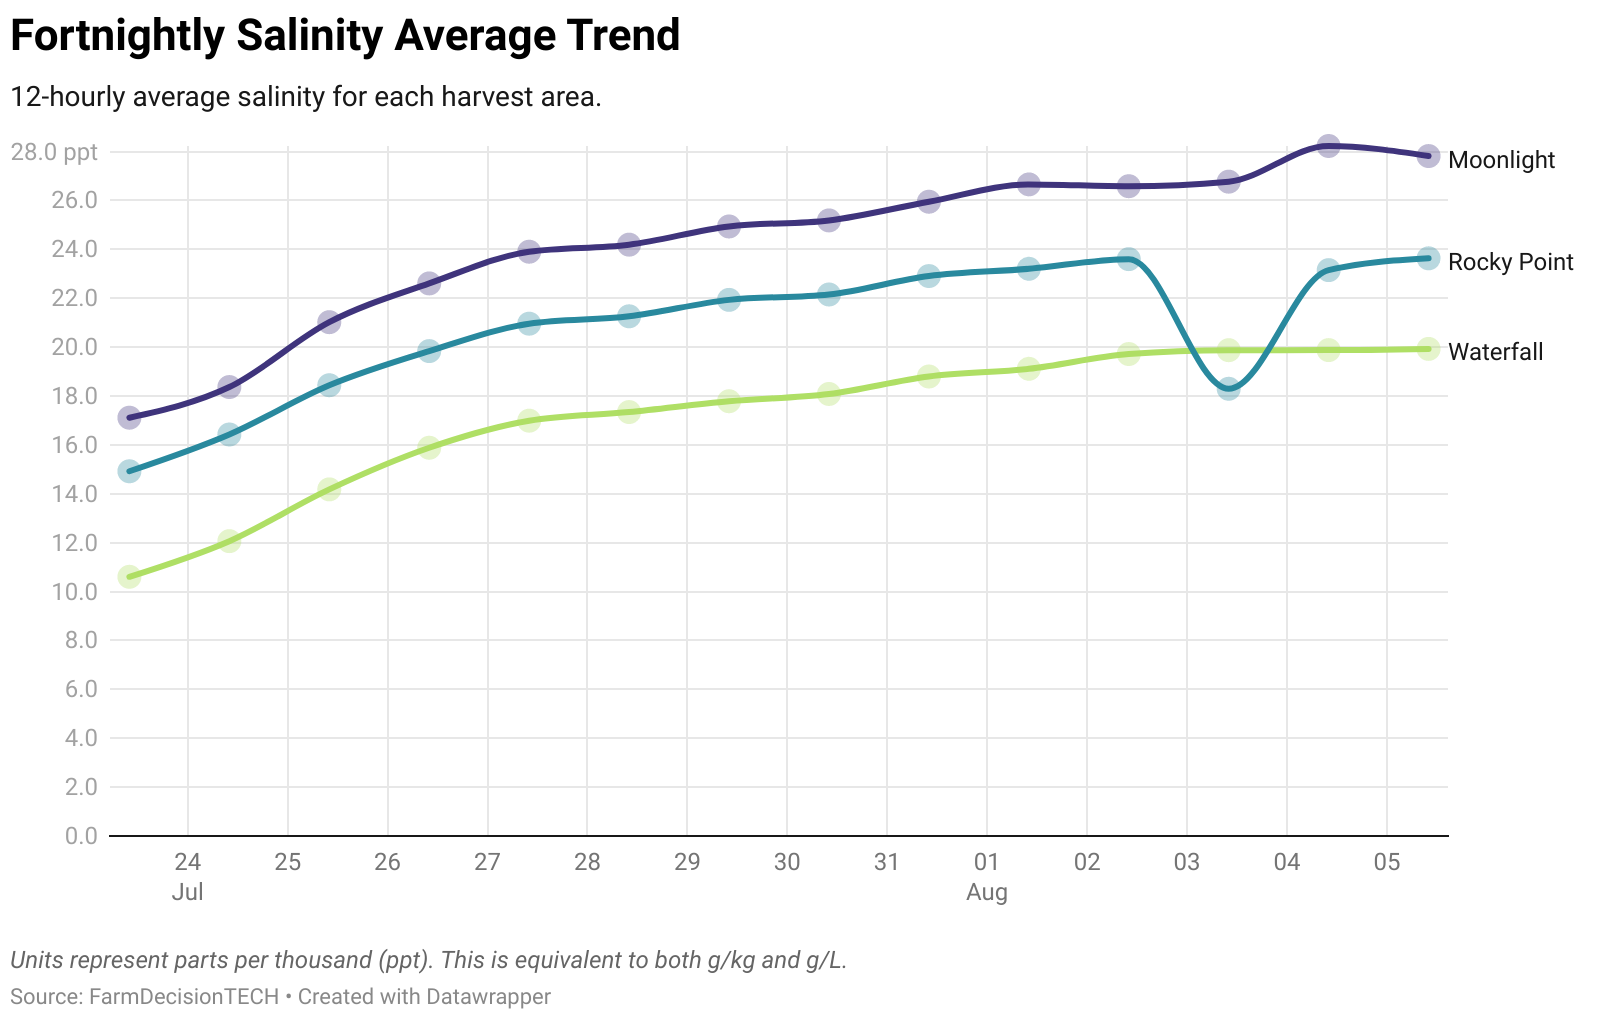 Fortnightly Salinity Average Trend
12-hourly average salinity for each harvest area.
28.0 ppt
26.0
24.0
22.0
20.0
18.0
16.0
14.0
12.0
10.0
8.0
6.0
4.0
2.0
0.0
Moonlight
Rocky Point
Waterfall
24 25 26 27 28 29 30 31 01 02 03 04 05
Jul Aug
Units represent parts per thousand (ppt). This is equivalent to both g/kg and g/L.
Source: FarmDecisionTECH • Created with Datawrapper